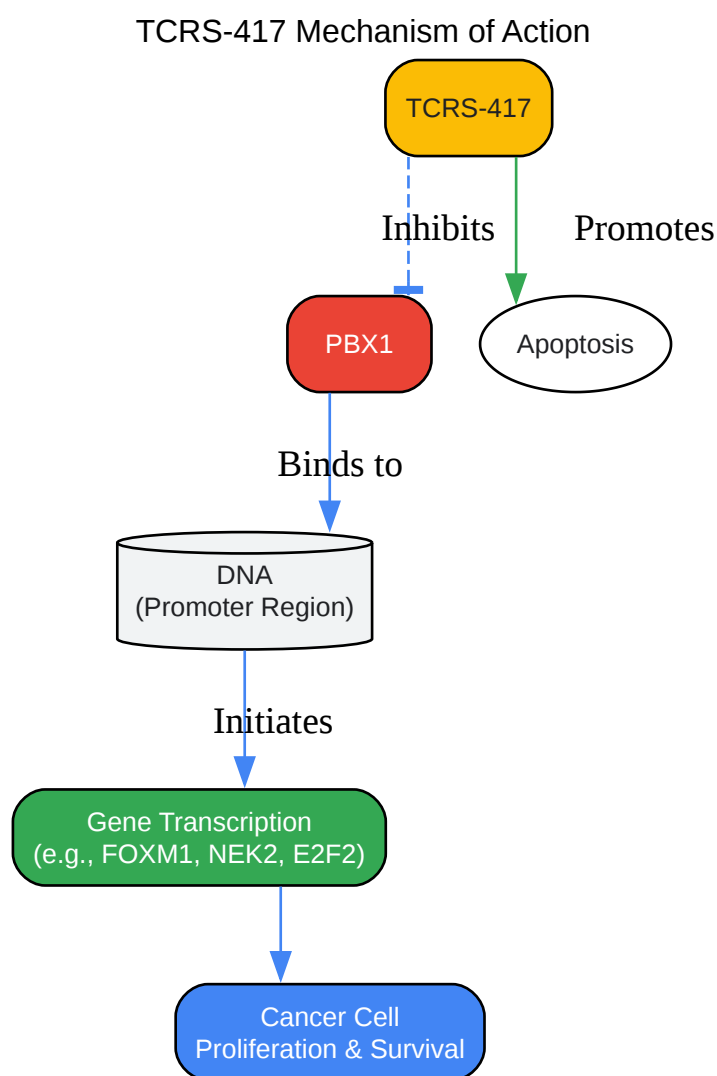 TCRS-417 Mechanism of Action
TCRS-417
Inhibits
Promotes
PBX1
Apoptosis
Binds to
DNA
(Promoter Region)
Initiates
Gene Transcription
(e.g., FOXM1, NEK2, E2F2)
Cancer Cell
Proliferation & Survival